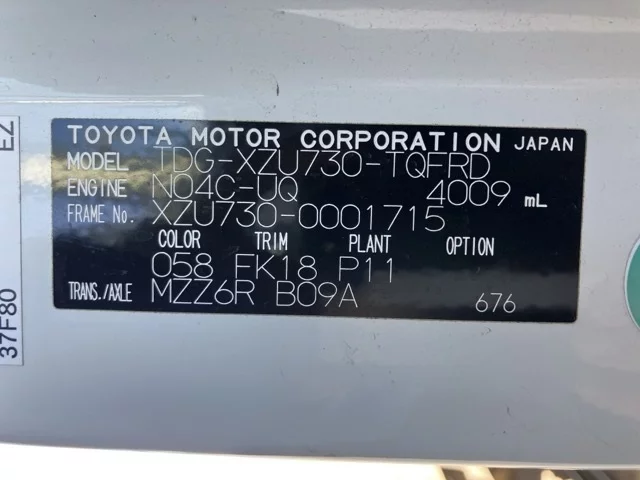 TOYOTA MOTOR CORPORATION JAPAN
MODEL TDG-XZU730-TQFRD
ENGINE N04C-UQ 4009 mL
FRAME No. XZU730-0001715
COLOR TRIM PLANT OPTION
058 FK18 P11
TRANS./AXLE MZZ6R B09A 676
37F80
EZ